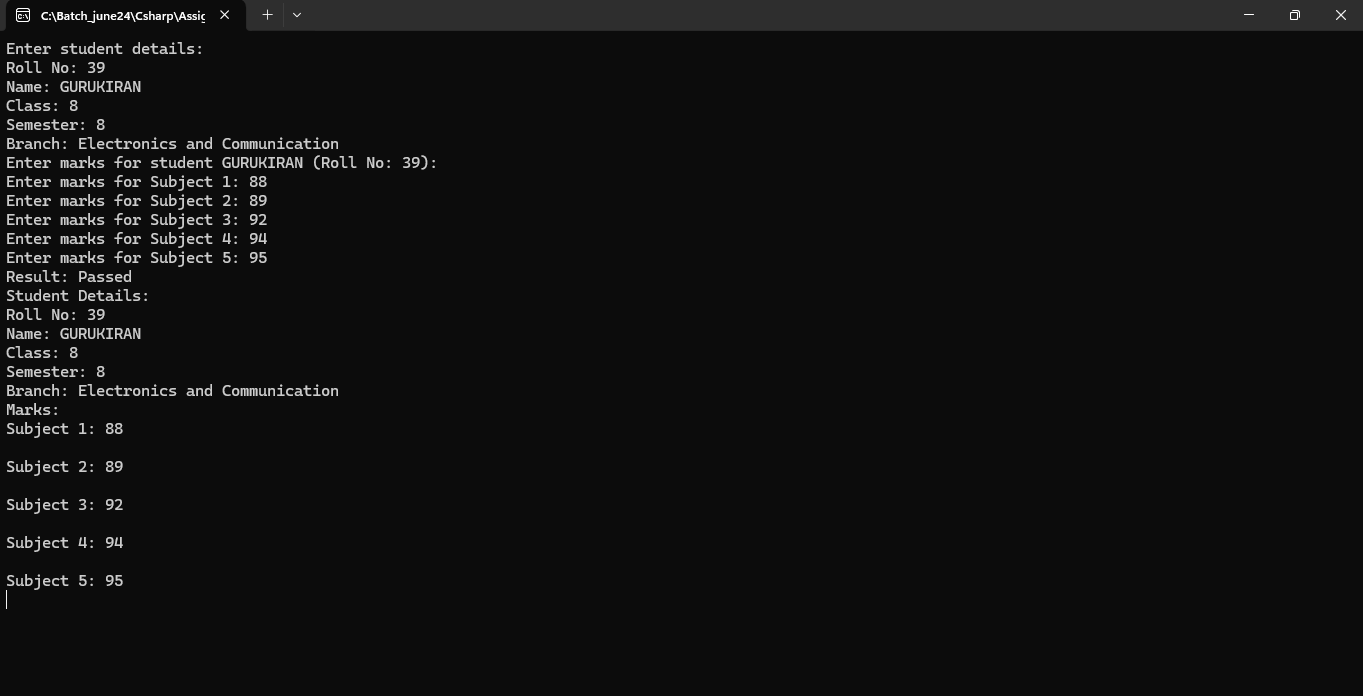 C:\Batch_june24\Csharp\Assig
Enter student details:
Roll No: 39
Name: GURUKIRAN
Class: 8
Semester: 8
Branch: Electronics and Communication
Enter marks for student GURUKIRAN (Roll No: 39):
Enter marks for Subject 1: 88
Enter marks for Subject 2: 89
Enter marks for Subject 3: 92
Enter marks for Subject 4: 94
Enter marks for Subject 5: 95
Result: Passed
Student Details:
Roll No: 39
Name: GURUKIRAN
Class: 8
Semester: 8
Branch: Electronics and Communication
Marks:
Subject 1: 88
Subject 2: 89
Subject 3: 92
Subject 4: 94
Subject 5: 95